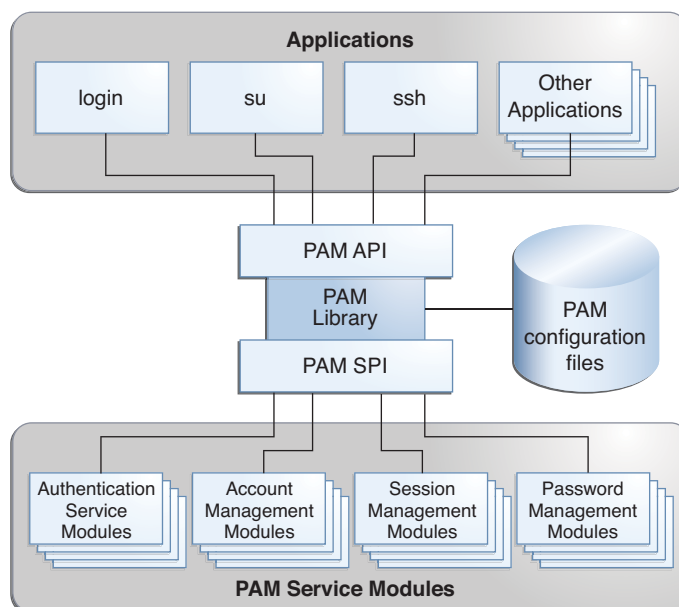 Applications
login
su
ssh
Other
Applications
PAM API
PAM
Library
PAM
configuration
files
PAM SPI
Authentication
Service
Modules
Account
Management
Modules
Session
Management
Modules
Password
Management
Modules
PAM Service Modules